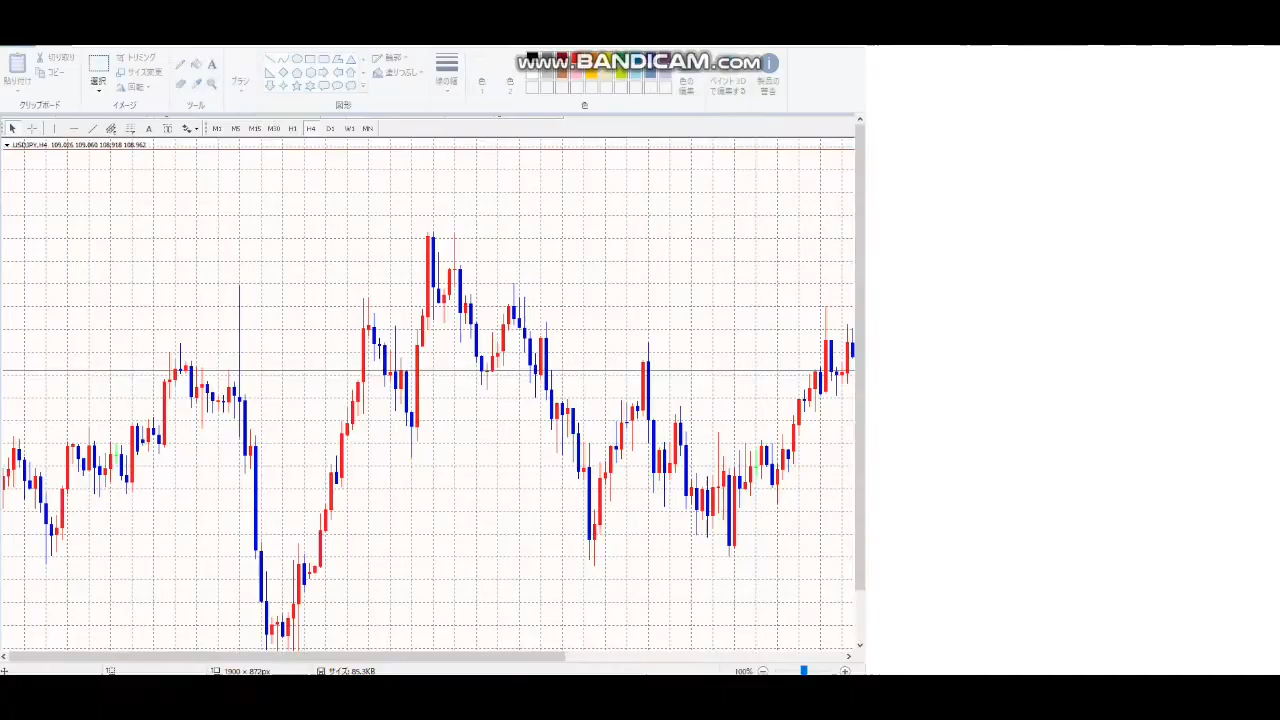 www.BANDICAM.com
貼り付け
切り取り
コピー
クリップボード
選択
トリミング
サイズ変更
回転
イメージ
A
ツール
ブラシ
輪郭
塗りつぶし
図形
線の幅
色
1
色
2
色の
編集
ペイント 3D
で編集する
製品の
警告
色
A T M1 M5 M15 M30 H1 H4 D1 W1 MN
USDJPY,H4 109.026 109.060 108.918 108.962
1900 × 872px
サイズ: 85.3KB
100%